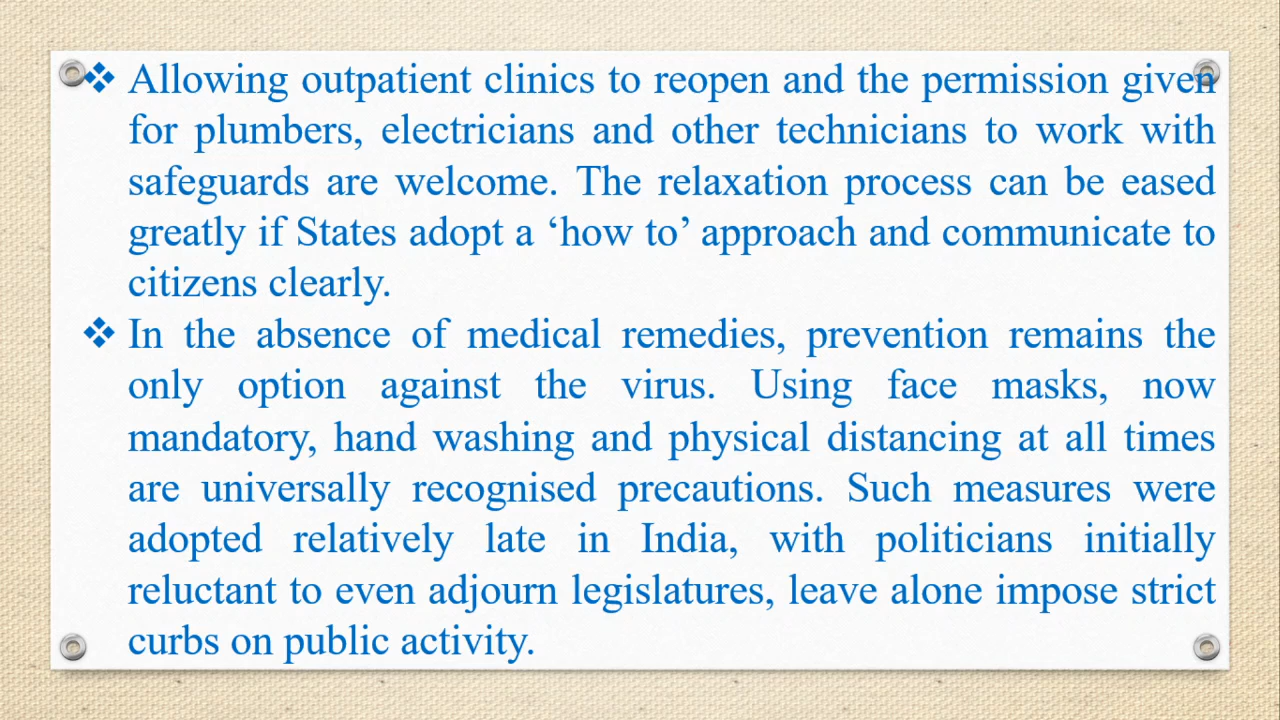 ❖ Allowing outpatient clinics to reopen and the permission given
for plumbers, electricians and other technicians to work with
safeguards are welcome. The relaxation process can be eased
greatly if States adopt a ‘how to’ approach and communicate to
citizens clearly.
❖ In the absence of medical remedies, prevention remains the
only option against the virus. Using face masks, now
mandatory, hand washing and physical distancing at all times
are universally recognised precautions. Such measures were
adopted relatively late in India, with politicians initially
reluctant to even adjourn legislatures, leave alone impose strict
curbs on public activity.